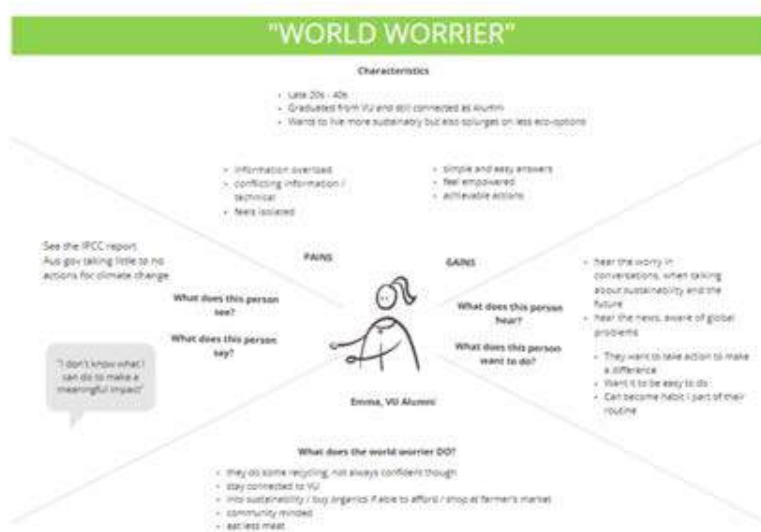 "WORLD WORRIER"
Characteristics
Late 20s - 40s
Graduated from VU and still connected as Alumni
Wants to live more sustainably but also splurges on less eco-options
information overload
conflicting information /
technical
feels isolated
simple and easy answers
feel empowered
achievable actions
PAINS
GAINS
See the IPCC report
Aus gov taking little to no
actions for climate change
What does this person
see?
What does this person
say?
"I don't know what I
can do to make a
meaningful impact"
What does this person
hear?
What does this person
want to do?
hear the worry in
conversations, when talking
about sustainability and the
future
hear the news, aware of global
problems
They want to take action to make
a difference
Want it to be easy to do
Can become habit / part of their
routine
Emma, VU Alumni
What does the world worrier DO?
they do some recycling, not always confident though
stay connected to VU
into sustainability / buy organics if able to afford / shop at farmer's market
community minded
eat less meat